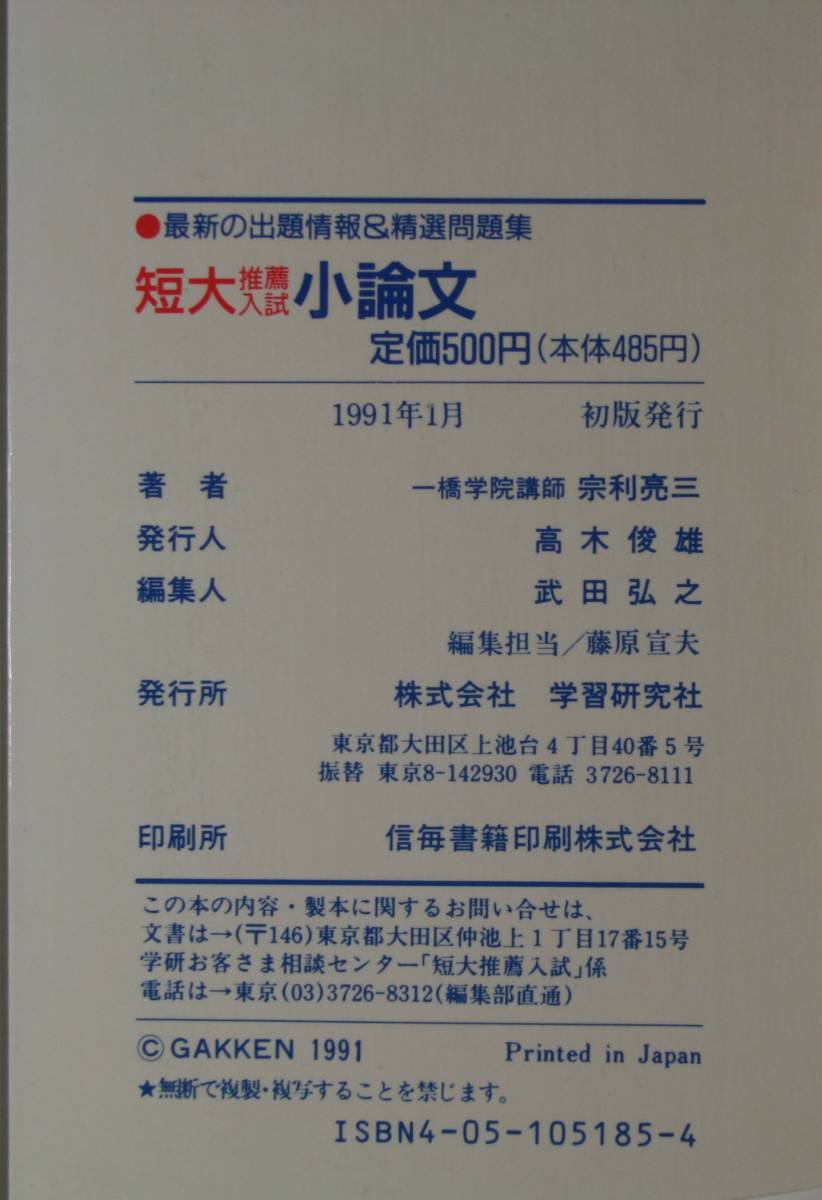 ●最新の出題情報&精選問題集
短大推薦入試小論文
定価500円(本体485円)
1991年1月 初版発行
著者 一橋学院講師 宗利亮三
発行人 高木俊雄
編集人 武田弘之
編集担当/藤原宣夫
発行所 株式会社 学習研究社
東京都大田区上池台4丁目40番5号
振替 東京8-142930 電話 3726-8111
印刷所 信毎書籍印刷株式会社
この本の内容・製本に関するお問い合せは、
文書は→(〒146)東京都大田区仲池上1丁目17番15号
学研お客さま相談センター「短大推薦入試」係
電話は→東京(03)3726-8312(編集部直通)
©GAKKEN 1991 Printed in Japan
★無断で複製・複写することを禁じます。
ISBN4-05-105185-4